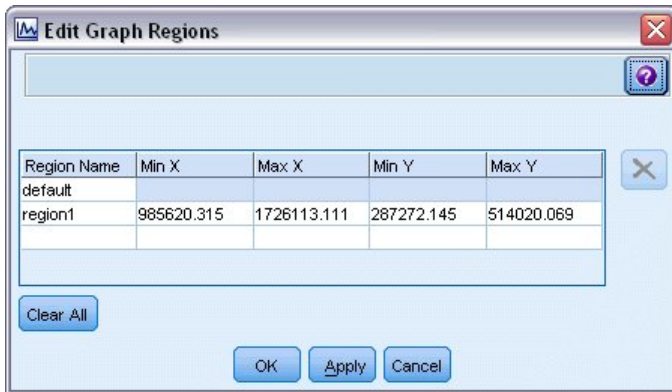 Edit Graph Regions
Region Name Min X Max X Min Y Max Y
default
region1 985620.315 1726113.111 287272.145 514020.069
Clear All
OK Apply Cancel